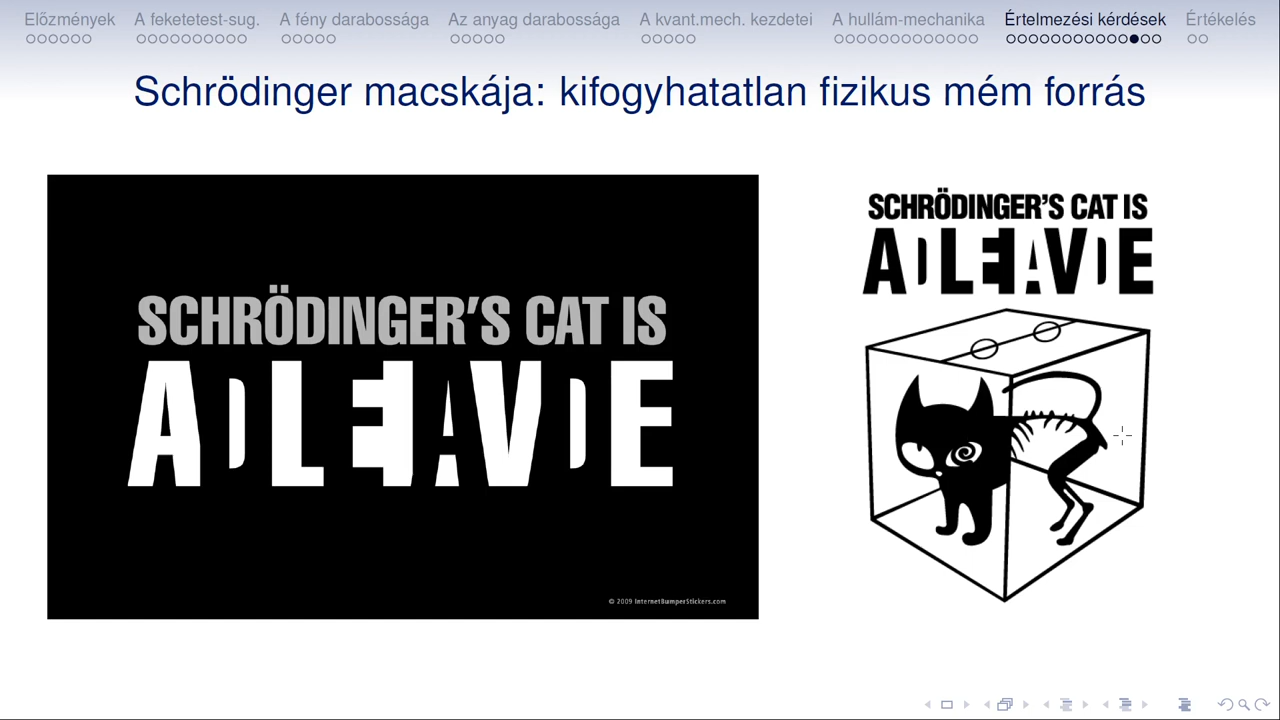 Előzmények A feketetest-sug. A fény darabossága Az anyag darabossága A kvant.mech. kezdetei A hullám-mechanika Értelmezési kérdések Értékelés
Schrödinger macskája: kifogyhatatlan fizikus mém forrás
SCHRÖDINGER'S CAT IS
ADLEAVDE
© 2009 InternetBumperStickers.com
SCHRÖDINGER'S CAT IS
ADLEAVDE